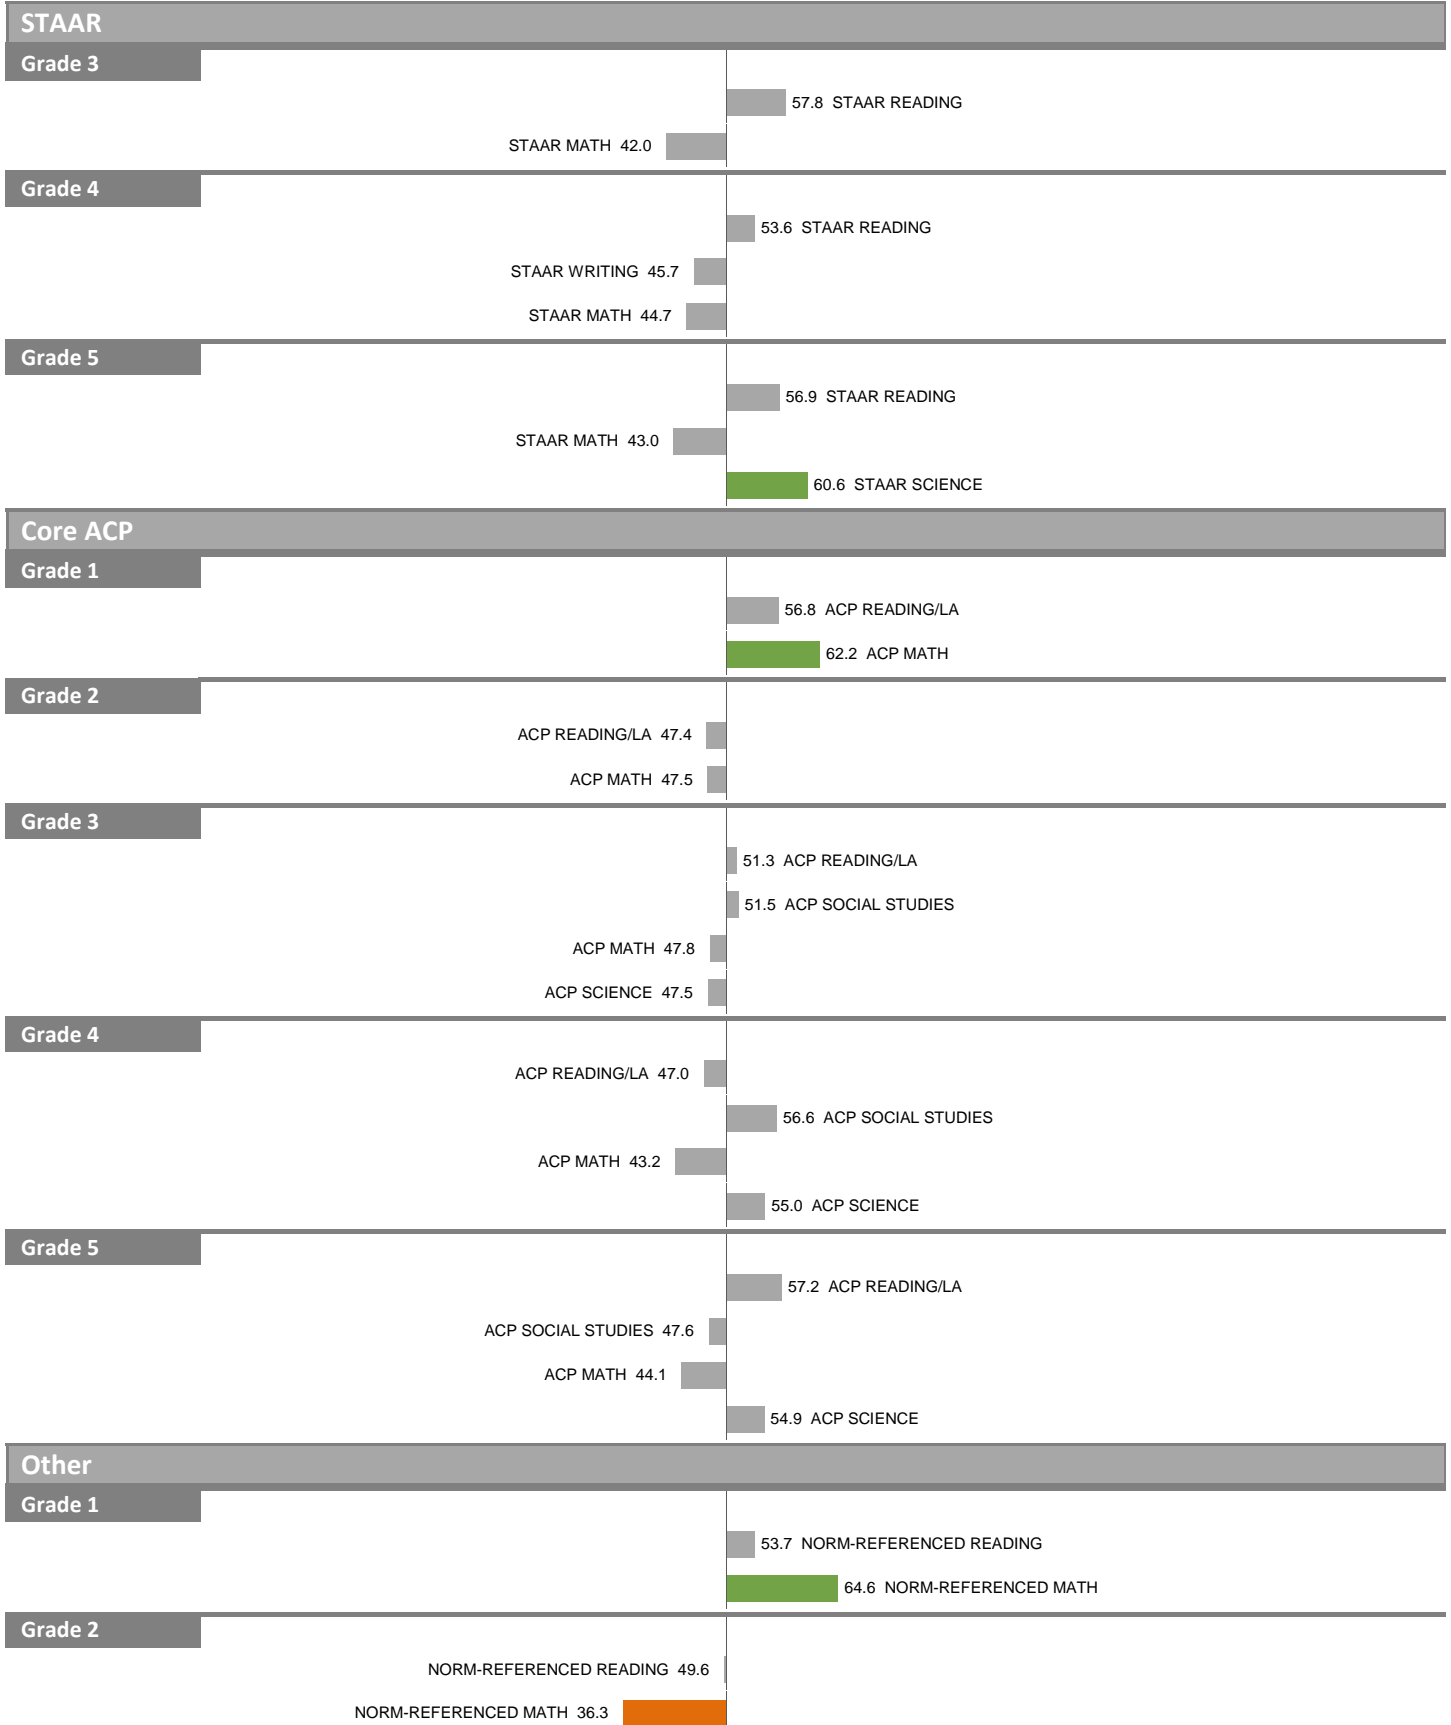 STAAR
Grade 3
57.8 STAAR READING
STAAR MATH 42.0
Grade 4
53.6 STAAR READING
STAAR WRITING 45.7
STAAR MATH 44.7
Grade 5
56.9 STAAR READING
STAAR MATH 43.0
60.6 STAAR SCIENCE
Core ACP
Grade 1
56.8 ACP READING/LA
62.2 ACP MATH
Grade 2
ACP READING/LA 47.4
ACP MATH 47.5
Grade 3
51.3 ACP READING/LA
51.5 ACP SOCIAL STUDIES
ACP MATH 47.8
ACP SCIENCE 47.5
Grade 4
ACP READING/LA 47.0
56.6 ACP SOCIAL STUDIES
ACP MATH 43.2
55.0 ACP SCIENCE
Grade 5
57.2 ACP READING/LA
ACP SOCIAL STUDIES 47.6
ACP MATH 44.1
54.9 ACP SCIENCE
Other
Grade 1
53.7 NORM-REFERENCED READING
64.6 NORM-REFERENCED MATH
Grade 2
NORM-REFERENCED READING 49.6
NORM-REFERENCED MATH 36.3